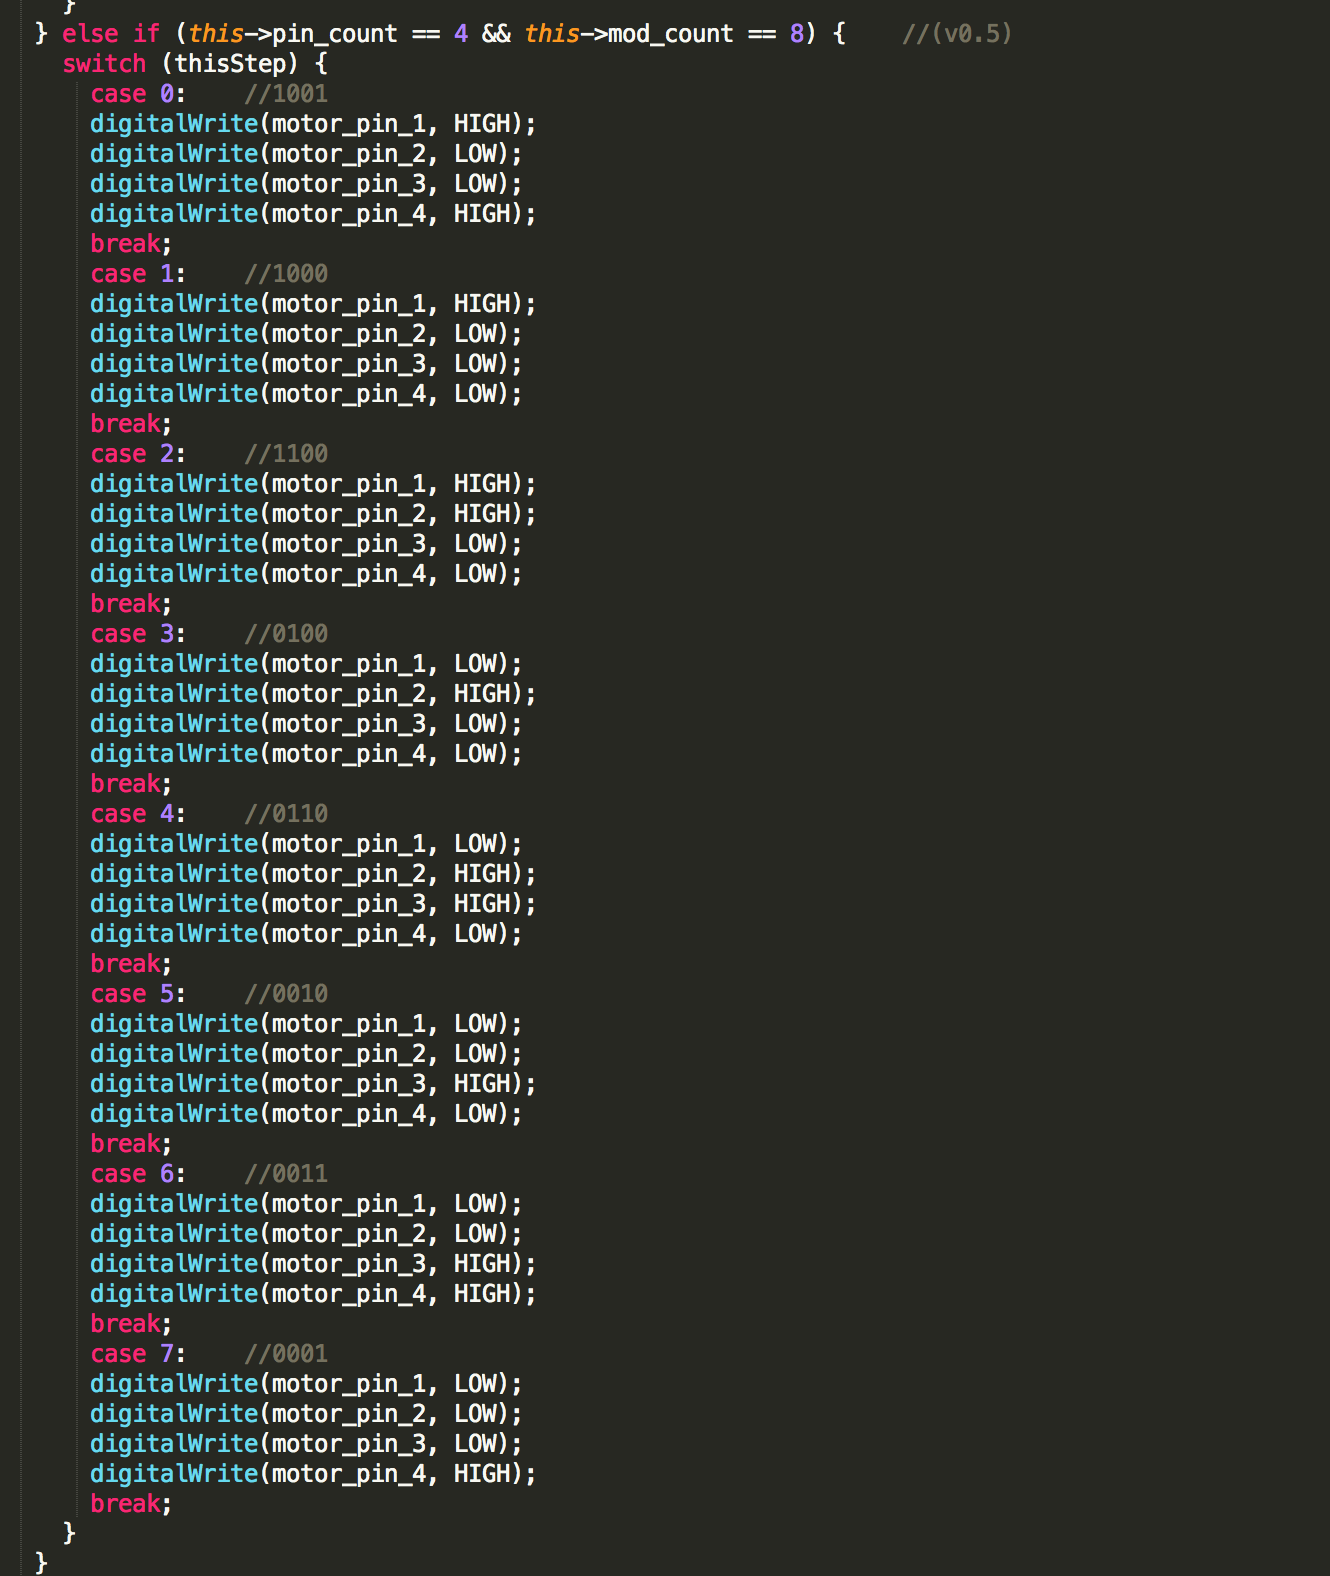 }
} else if (this->pin_count == 4 && this->mod_count == 8) {    //(v0.5)
  switch (thisStep) {
    case 0:    //1001
    digitalWrite(motor_pin_1, HIGH);
    digitalWrite(motor_pin_2, LOW);
    digitalWrite(motor_pin_3, LOW);
    digitalWrite(motor_pin_4, HIGH);
    break;
    case 1:    //1000
    digitalWrite(motor_pin_1, HIGH);
    digitalWrite(motor_pin_2, LOW);
    digitalWrite(motor_pin_3, LOW);
    digitalWrite(motor_pin_4, LOW);
    break;
    case 2:    //1100
    digitalWrite(motor_pin_1, HIGH);
    digitalWrite(motor_pin_2, HIGH);
    digitalWrite(motor_pin_3, LOW);
    digitalWrite(motor_pin_4, LOW);
    break;
    case 3:    //0100
    digitalWrite(motor_pin_1, LOW);
    digitalWrite(motor_pin_2, HIGH);
    digitalWrite(motor_pin_3, LOW);
    digitalWrite(motor_pin_4, LOW);
    break;
    case 4:    //0110
    digitalWrite(motor_pin_1, LOW);
    digitalWrite(motor_pin_2, HIGH);
    digitalWrite(motor_pin_3, HIGH);
    digitalWrite(motor_pin_4, LOW);
    break;
    case 5:    //0010
    digitalWrite(motor_pin_1, LOW);
    digitalWrite(motor_pin_2, LOW);
    digitalWrite(motor_pin_3, HIGH);
    digitalWrite(motor_pin_4, LOW);
    break;
    case 6:    //0011
    digitalWrite(motor_pin_1, LOW);
    digitalWrite(motor_pin_2, LOW);
    digitalWrite(motor_pin_3, HIGH);
    digitalWrite(motor_pin_4, HIGH);
    break;
    case 7:    //0001
    digitalWrite(motor_pin_1, LOW);
    digitalWrite(motor_pin_2, LOW);
    digitalWrite(motor_pin_3, LOW);
    digitalWrite(motor_pin_4, HIGH);
    break;
  }
}